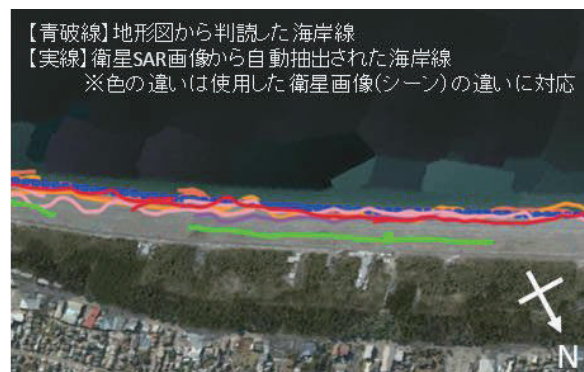 【青破線】地形図から判読した海岸線
【実線】衛星SAR画像から自動抽出された海岸線
※色の違いは使用した衛星画像(シーン)の違いに対応
N